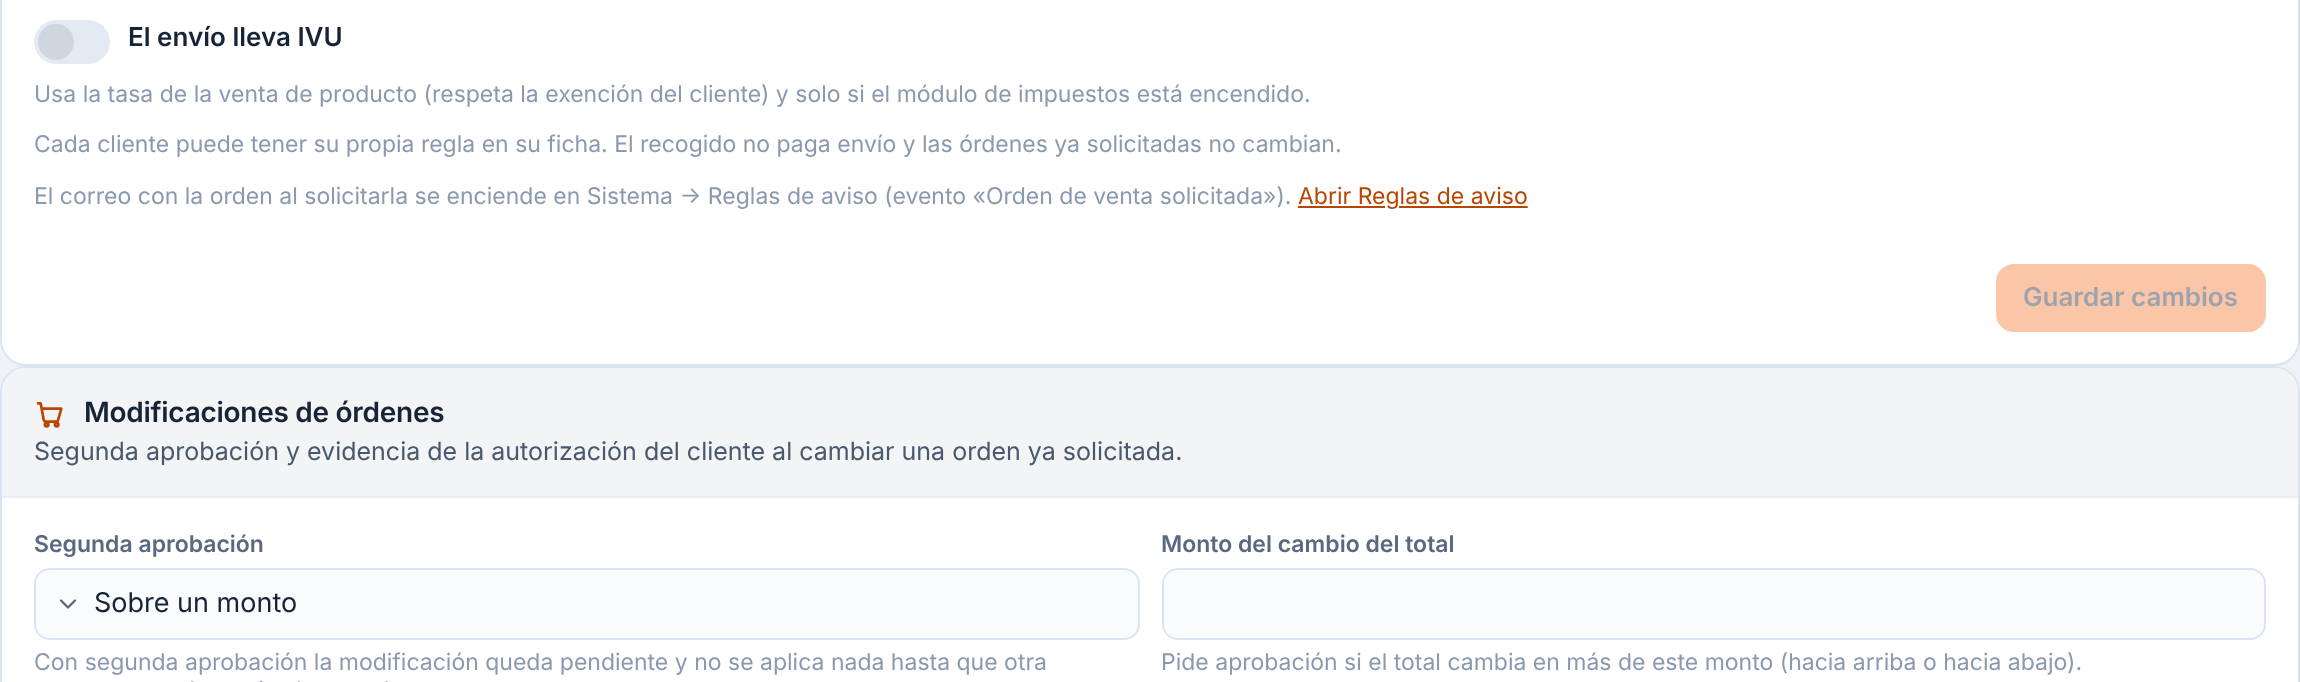 El envío lleva IVU
Usa la tasa de la venta de producto (respeta la exención del cliente) y solo si el módulo de impuestos está encendido.
Cada cliente puede tener su propia regla en su ficha. El recogido no paga envío y las órdenes ya solicitadas no cambian.
El correo con la orden al solicitarla se enciende en Sistema → Reglas de aviso (evento «Orden de venta solicitada»). Abrir Reglas de aviso
Guardar cambios
Modificaciones de órdenes
Segunda aprobación y evidencia de la autorización del cliente al cambiar una orden ya solicitada.
Segunda aprobación
Monto del cambio del total
Sobre un monto
Con segunda aprobación la modificación queda pendiente y no se aplica nada hasta que otra
Pide aprobación si el total cambia en más de este monto (hacia arriba o hacia abajo).